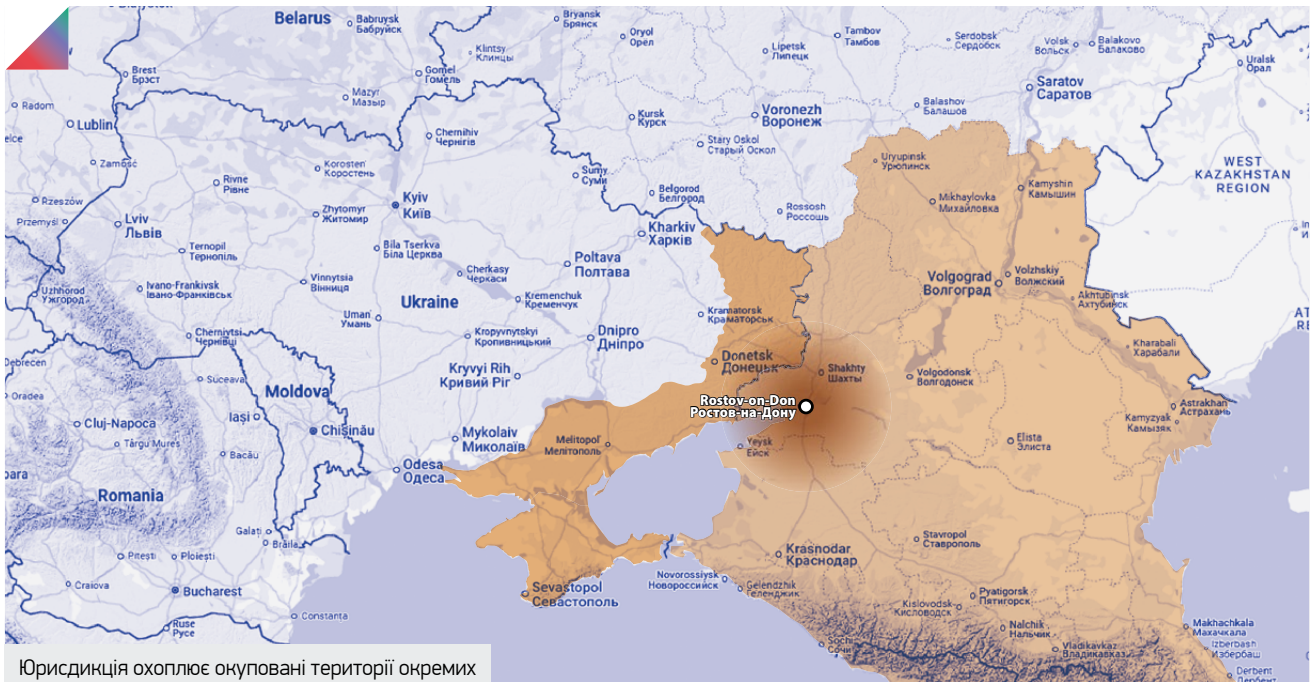 Belarus
Babruysk
Бабруйск
Bryansk
Брянск
Oryol
Орёл
Tambov
Тамбов
Serdobsk
Сердобск
Volsk
Вольск
Balakovo
Балаково
Klintsy
Клинцы
Lipetsk
Липецк
Uralsk
Орал
Brest
Брэст
Gomel
Гомель
Saratov
Саратов
Mazyr
Мазыр
Radom
Balashov
Балашов
Lublin
Kursk
Курск
Voronezh
Воронеж
elce
Chernihiv
Чернігів
Stary Oskol
Старый Оскол
Zamość
Korosten
Коростень
Uryupinsk
Урюпинск
WEST
KAZAKHSTAN
REGION
Sumy
Суми
Rivne
Рівне
Belgorod
Белгород
Kamyshin
Камышин
Rzeszów
Kyiv
Київ
Mikhaylovka
Михайловка
Przemyśl
Zhytomyr
Житомир
Rossosh
Россошь
Lviv
Львів
Kharkiv
Харків
Ternopil
Тернопіль
Bila Tserkva
Біла Церква
Poltava
Полтава
Cherkasy
Черкаси
Volgograd
Волгоград
Volzhskiy
Волжский
Vinnytsia
Вінниця
Uzhhorod
Ужгород
Ivano-Frankivsk
Івано-Франківськ
Ukraine
Kremenchuk
Кременчук
Akhtubinsk
Ахтубинск
Uman
Умань
Kramatorsk
Краматорськ
Chernivtsi
Чернівці
Kropyvnytskyi
Кропивницький
Dnipro
Дніпро
Kharabali
Харабали
Debrecen
Donetsk
Донецьк
Suceava
Kryvyi Rih
Кривий Ріг
Shakhty
Шахты
Volgodonsk
Волгодонск
Moldova
Oradea
Rostov-on-Don
Ростов-на-Дону
Astrakhan
Астрахань
Iași
Cluj-Napoca
Chișinău
Kamyzyak
Камызяк
Târgu Mureș
Mykolaiv
Миколаїв
Melitopol
Мелітополь
Yeysk
Ейск
Elista
Элиста
Bacău
Odesa
Одеса
Romania
Galați
Brăila
Stavropol
Ставрополь
Pitești
Ploiești
Krasnodar
Краснодар
Craiova
Bucharest
Sevastopol
Севастополь
Novorossiysk
Новороссийск
Gelendzhik
Геленджик
Pyatigorsk
Пятигорск
Kislovodsk
Кисловодск
Constanta
Ruse
Русе
Nalchik
Нальчик
Makhachkala
Махачкала
Sochi
Сочи
Vladikavkaz
Владикавказ
Izberbash
Избербаш
Derbent
Дербент
Юрисдикція охоплює окуповані території окремих